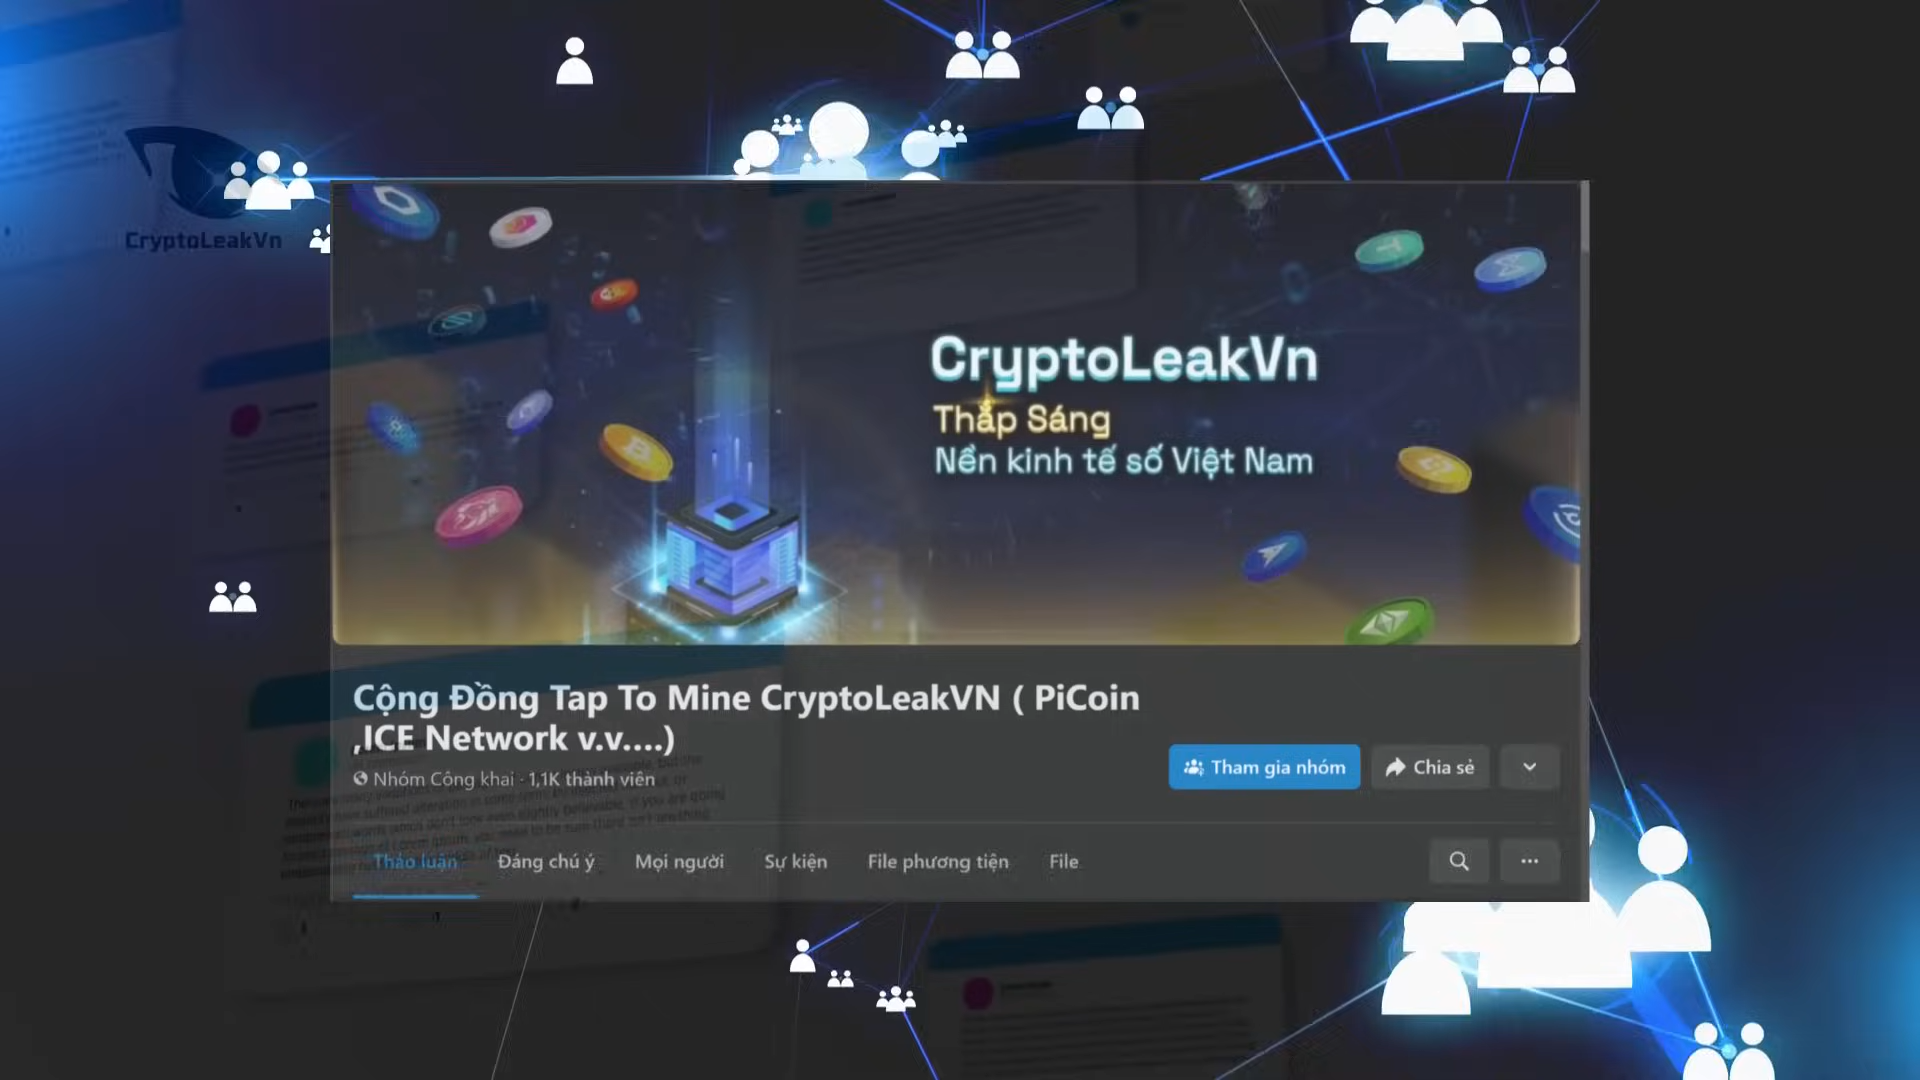 CryptoLeakVn
CryptoLeakVn
Thắp Sáng
Nền kinh tế số Việt Nam
Cộng Đồng Tap To Mine CryptoLeakVN ( PiCoin
,ICE Network v.v....)
Nhóm Công khai · 1,1K thành viên
Tham gia nhóm
Chia sẻ
Thảo luận
Đáng chú ý
Mọi người
Sự kiện
File phương tiện
File